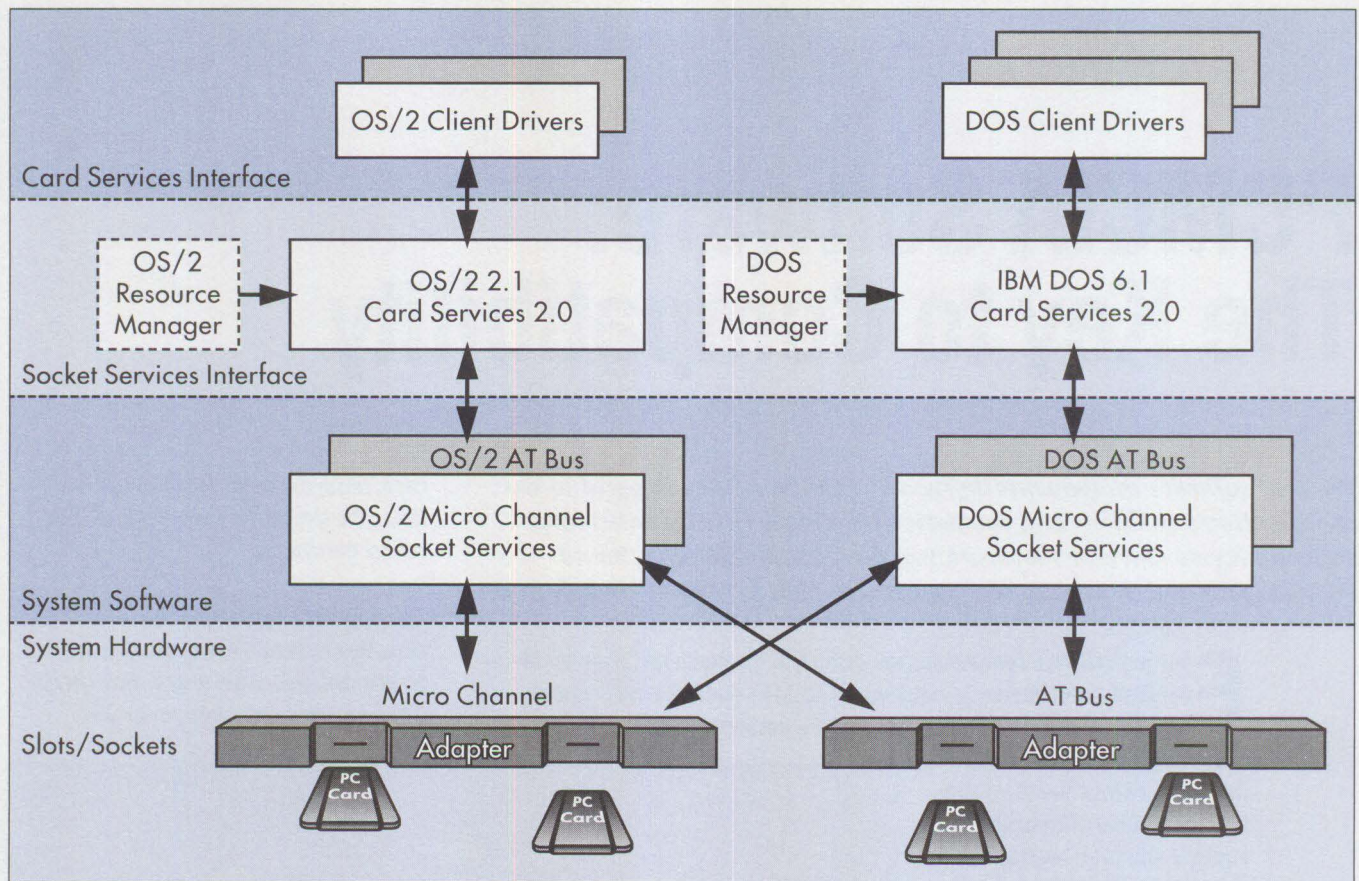 OS/2 Client Drivers
DOS Client Drivers
Card Services Interface
OS/2
Resource
Manager
OS/2 2.1
Card Services 2.0
DOS
Resource
Manager
IBM DOS 6.1
Card Services 2.0
Socket Services Interface
OS/2 AT Bus
OS/2 Micro Channel
Socket Services
DOS AT Bus
DOS Micro Channel
Socket Services
System Software
System Hardware
Micro Channel
AT Bus
Slots/Sockets
Adapter
Adapter
PC
Card
PC
Card
PC
Card
PC
Card